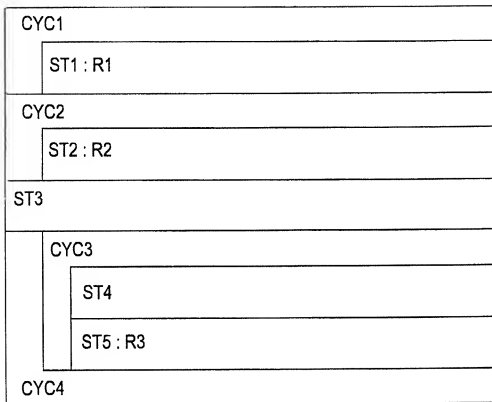 CYC1
ST1 : R1
CYC2
ST2 : R2
ST3
CYC3
ST4
ST5 : R3
CYC4